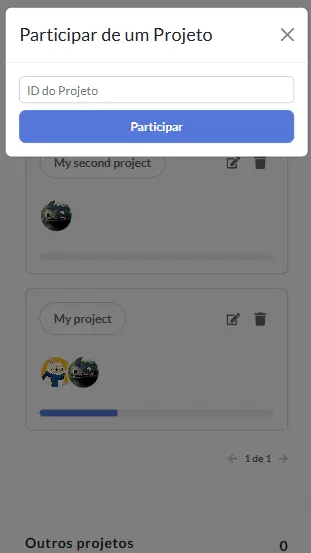 Participar de um Projeto
ID do Projeto
Participar
My second project
My project
1 de 1
Outros projetos
0